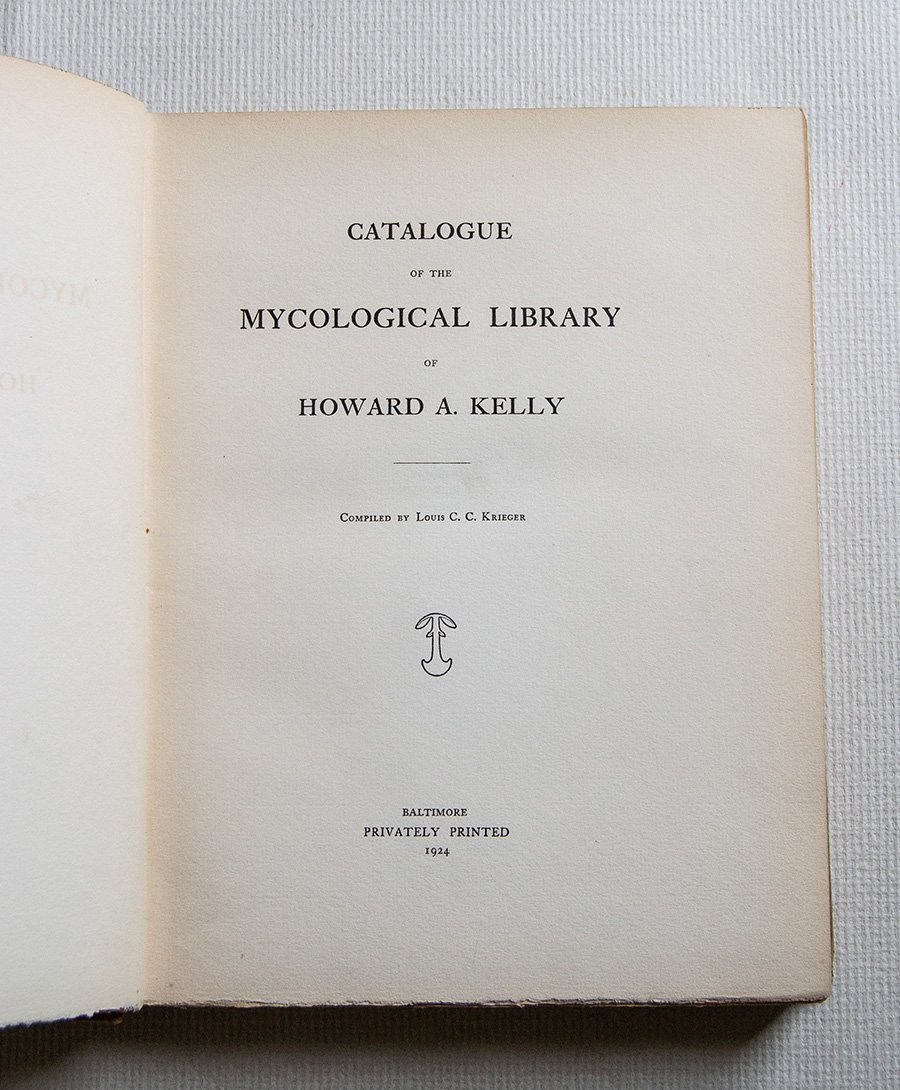 CATALOGUE
OF THE
MYCOLOGICAL LIBRARY
OF
HOWARD A. KELLY
COMPILED BY LOUIS C. C. KRIEGER
BALTIMORE
PRIVATELY PRINTED
1924